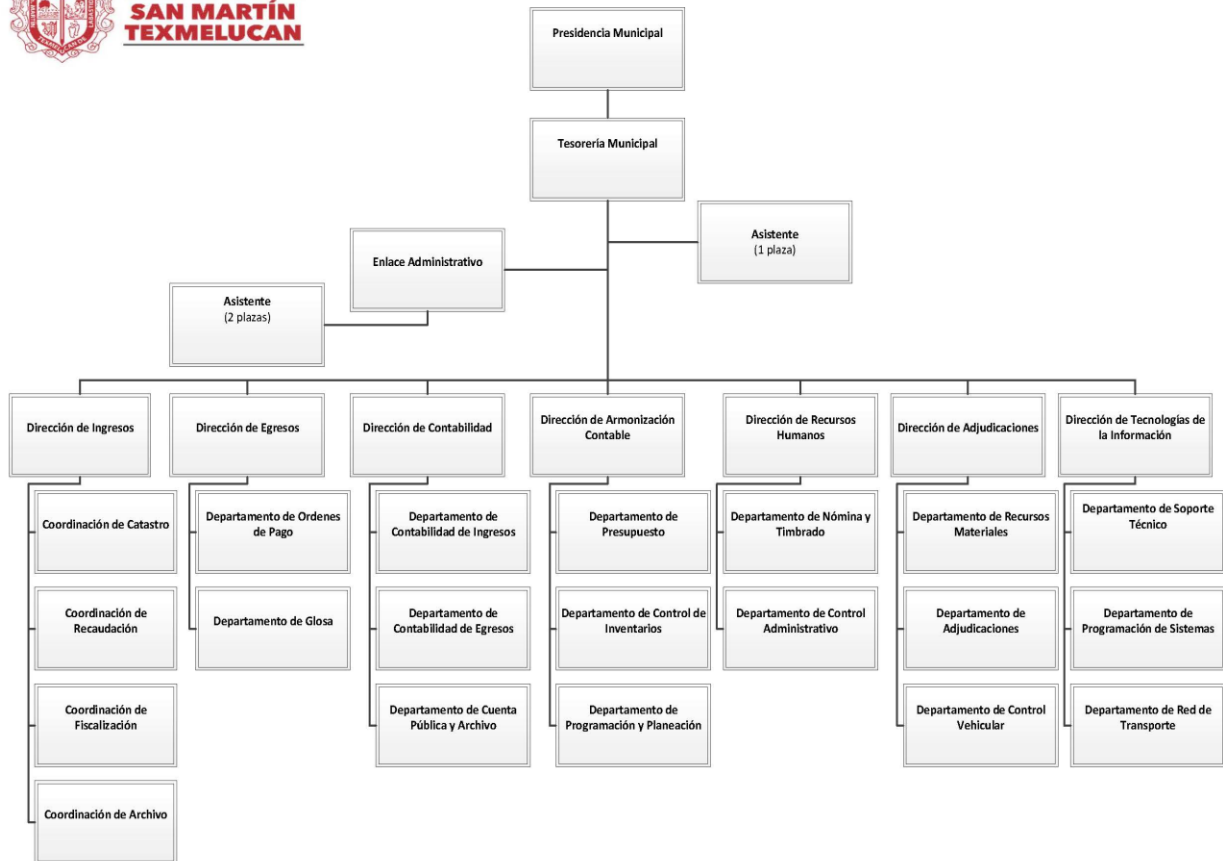 SAN MARTÍN
TEXMELUCAN
Presidencia Municipal
Tesorería Municipal
Asistente
(1 plaza)
Enlace Administrativo
Asistente
(2 plazas)
Dirección de Ingresos
Dirección de Egresos
Dirección de Contabilidad
Dirección de Armonización
Contable
Dirección de Recursos
Humanos
Dirección de Adjudicaciones
Dirección de Tecnologías de
la Información
Coordinación de Catastro
Departamento de Ordenes
de Pago
Departamento de
Contabilidad de Ingresos
Departamento de
Presupuesto
Departamento de Nómina y
Timbrado
Departamento de Recursos
Materiales
Departamento de Soporte
Técnico
Coordinación de
Recaudación
Departamento de Glosa
Departamento de
Contabilidad de Egresos
Departamento de Control de
Inventarios
Departamento de Control
Administrativo
Departamento de
Adjudicaciones
Departamento de
Programación de Sistemas
Coordinación de
Fiscalización
Departamento de Cuenta
Pública y Archivo
Departamento de
Programación y Planeación
Departamento de Control
Vehicular
Departamento de Red de
Transporte
Coordinación de Archivo